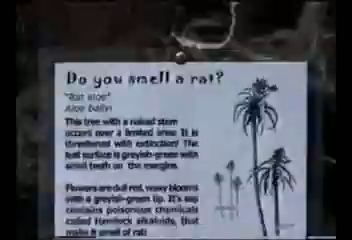 Do you smell a rat?
"Rat aloe"
Aloe ballyi
This tree with a naked stem
occurs over a limited area. It is
threatened with extinction! The
leaf surface is greyish-green with
small teeth on the margins.
Flowers are dull red, waxy blooms
with a greyish-green tip. It's sap
contains poisonous chemicals
called Hemlock alkaloids, that
make it smell of rat!